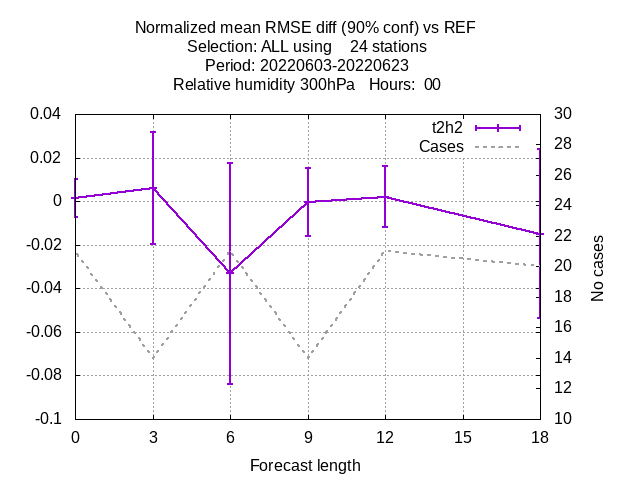 Normalized mean RMSE diff (90% conf) vs REF
Selection: ALL using    24 stations
Period: 20220603-20220623
Relative humidity 300hPa   Hours:  00
0.04
0.02
0
-0.02
-0.04
-0.06
-0.08
-0.1
t2h2
Cases
30
28
26
24
22
20
18
16
14
12
10
No cases
0 3 6 9 12 15 18
Forecast length